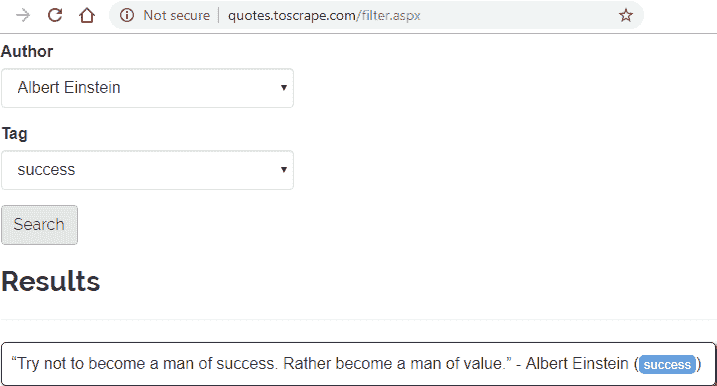 Not secure | quotes.toscrape.com/filter.aspx
Author
Albert Einstein
Tag
success
Search
Results
“Try not to become a man of success. Rather become a man of value.” - Albert Einstein (success)